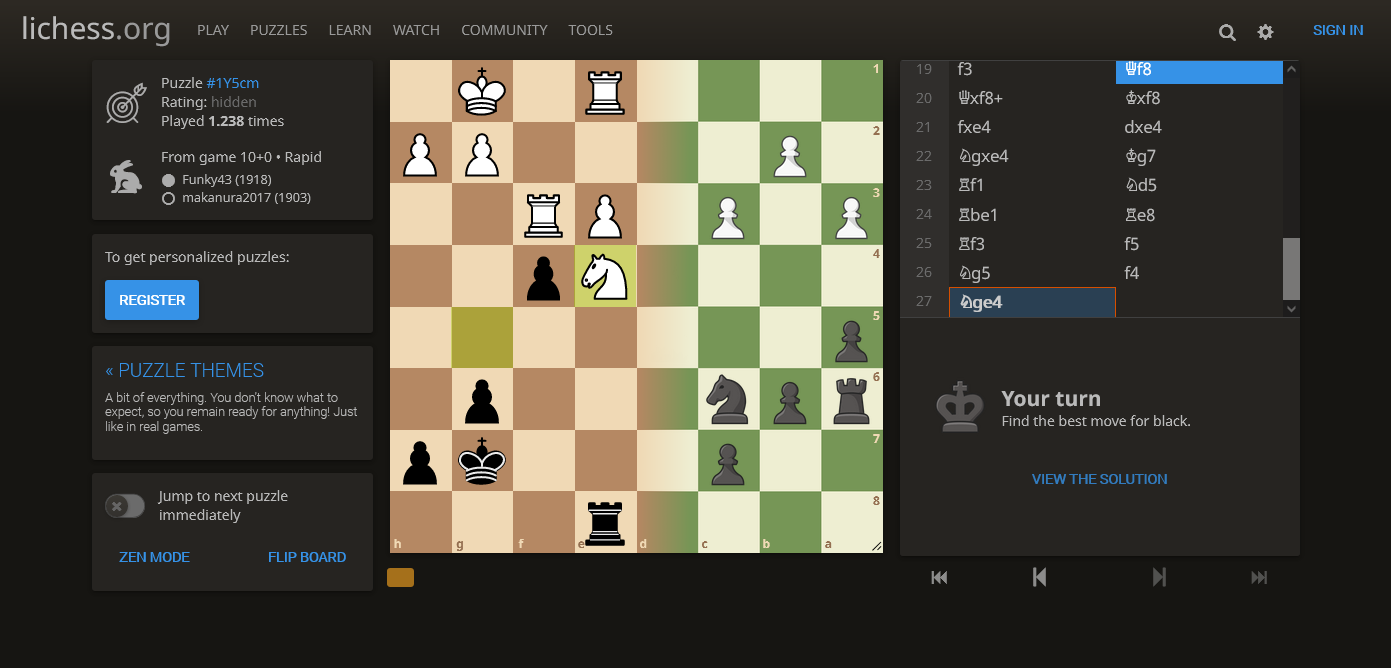 lichess.org PLAY PUZZLES LEARN WATCH COMMUNITY TOOLS SIGN IN
Puzzle #1Y5cm
Rating: hidden
Played 1.238 times
From game 10+0 • Rapid
Funky43 (1918)
makanura2017 (1903)
To get personalized puzzles:
REGISTER
« PUZZLE THEMES
A bit of everything. You don't know what to
expect, so you remain ready for anything! Just
like in real games.
Jump to next puzzle
immediately
ZEN MODE FLIP BOARD
1
2
3
4
5
6
7
8
h g f e d c b a
19 f3 ♕f8
20 ♕xf8+ ♔xf8
21 fxe4 dxe4
22 ♘gxe4 ♔g7
23 ♖f1 ♘d5
24 ♖be1 ♖e8
25 ♖f3 f5
26 ♘g5 f4
27 ♘ge4
Your turn
Find the best move for black.
VIEW THE SOLUTION